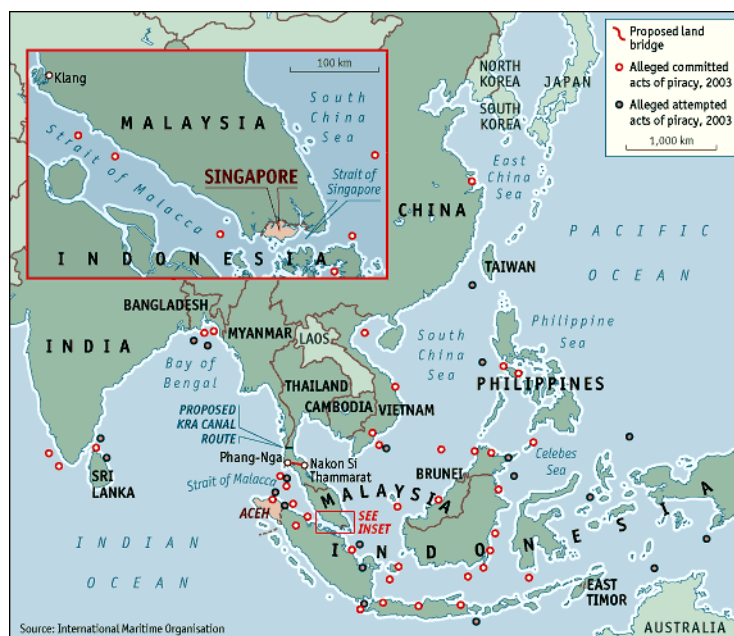 Proposed land
bridge
Alleged committed
acts of piracy, 2003
Alleged attempted
acts of piracy, 2003
1,000 km
100 km
Klang
South
China
Sea
MALAYSIA
Strait of Malacca
SINGAPORE
Strait of
Singapore
INDONESIA
NORTH
KOREA
SOUTH
KOREA
JAPAN
East
China
Sea
CHINA
PACIFIC
OCEAN
TAIWAN
BANGLADESH
INDIA
MYANMAR
LAOS
Bay of
Bengal
South
China
Sea
Philippine
Sea
THAILAND
CAMBODIA
VIETNAM
PHILIPPINES
PROPOSED
KRA CANAL
ROUTE
Phang-Nga
Nakon Si
Thammarat
SRI
LANKA
Strait of Malacca
BRUNEI
Celebes
Sea
MALAYSIA
ACEH
SEE
INSET
INDONESIA
INDIAN
OCEAN
EAST
TIMOR
AUSTRALIA
Source: International Maritime Organisation